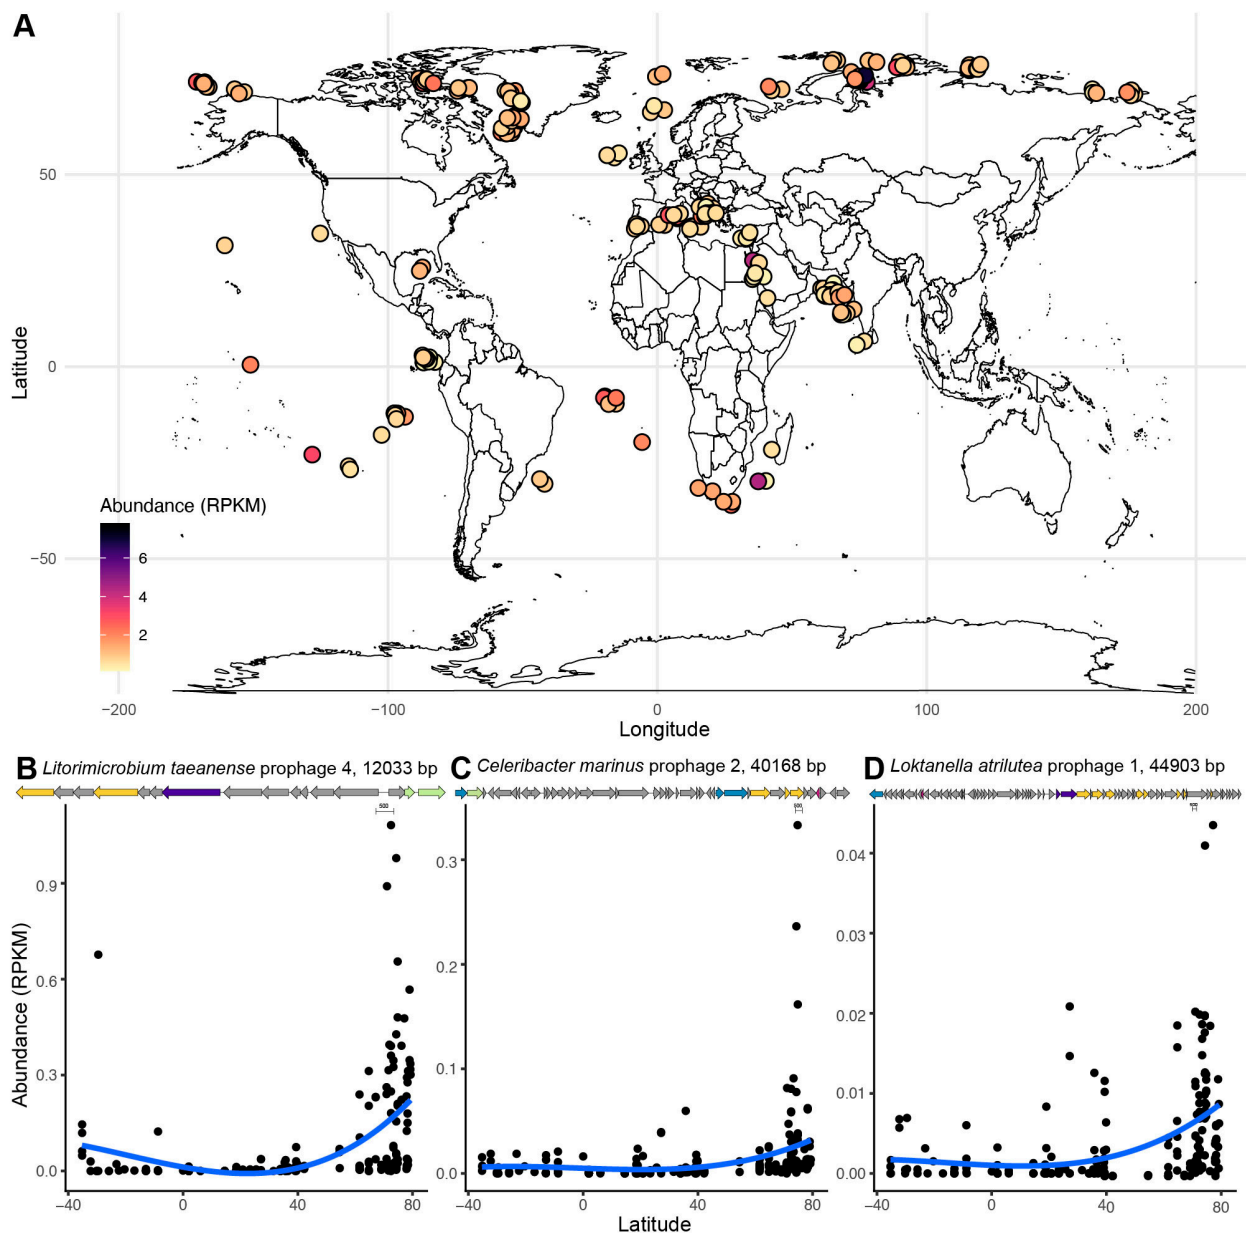 A
Latitude
50
0
−50
Abundance (RPKM)
6
4
2
−200
−100
0
100
200
Longitude
B Litorimicrobium taeanense prophage 4, 12033 bp
C Celeribacter marinus prophage 2, 40168 bp
D Loktanella atrilutea prophage 1, 44903 bp
500
500
500
Abundance (RPKM)
0.9
0.6
0.3
0.0
−40 0 40 80
0.3
0.2
0.1
0.0
−40 0 40 80
0.04
0.03
0.02
0.01
0.00
−40 0 40 80
Latitude